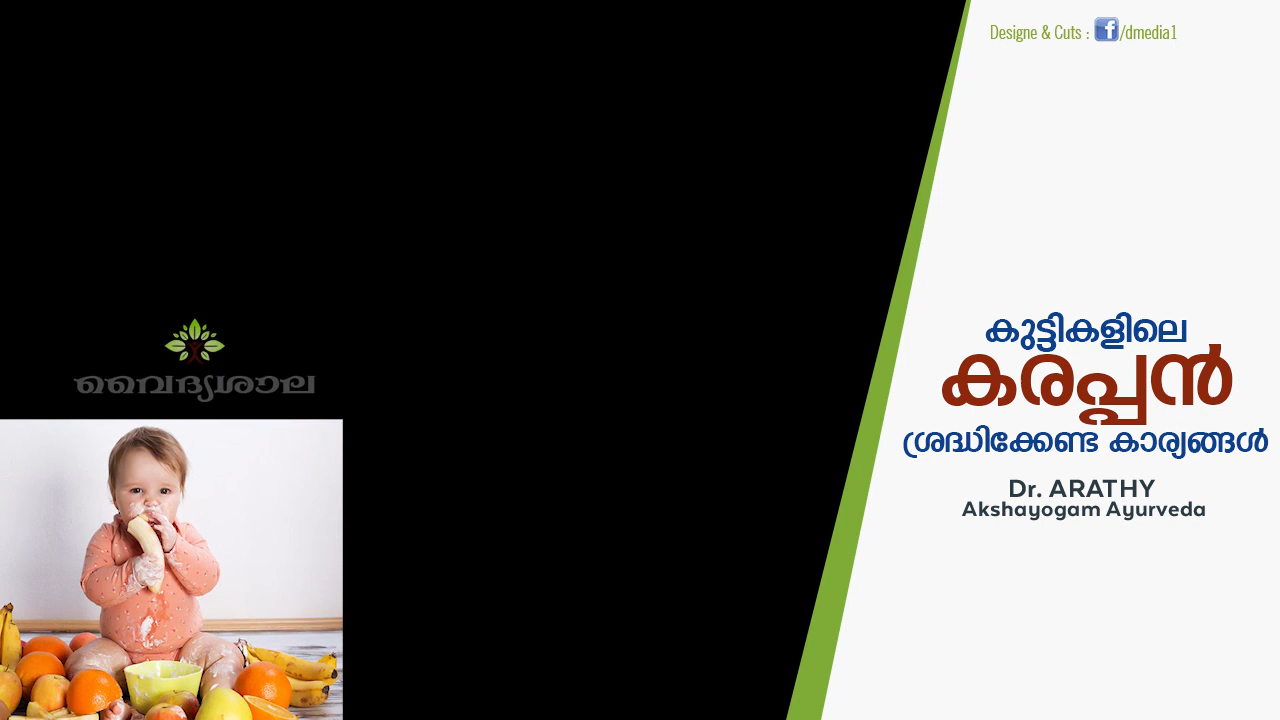 Designe & Cuts : f/dmedia1
വൈദ്യശാല
കുട്ടികളിലെ
കരപ്പൻ
ശ്രദ്ധിക്കേണ്ട കാര്യങ്ങൾ
Dr. ARATHY
Akshayogam Ayurveda